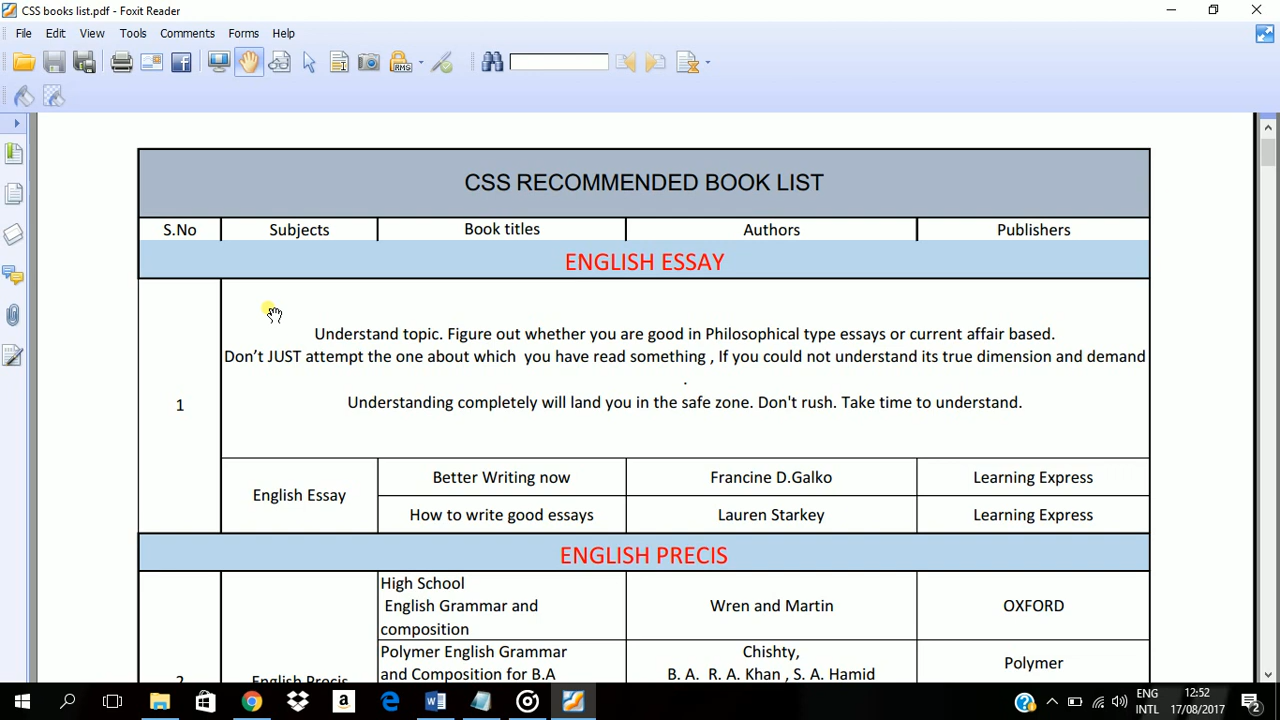 CSS books list.pdf - Foxit Reader
File Edit View Tools Comments Forms Help
RMS
CSS RECOMMENDED BOOK LIST
S.No Subjects Book titles Authors Publishers
ENGLISH ESSAY
Understand topic. Figure out whether you are good in Philosophical type essays or current affair based.
Don't JUST attempt the one about which you have read something , If you could not understand its true dimension and demand
.
Understanding completely will land you in the safe zone. Don't rush. Take time to understand.
1
English Essay
Better Writing now Francine D.Galko Learning Express
How to write good essays Lauren Starkey Learning Express
ENGLISH PRECIS
High School
English Grammar and
composition
Wren and Martin OXFORD
2 English Precis
Polymer English Grammar
and Composition for B.A
Chishty,
B. A. R. A. Khan , S. A. Hamid
Polymer
ENG
INTL
12:52
17/08/2017
2